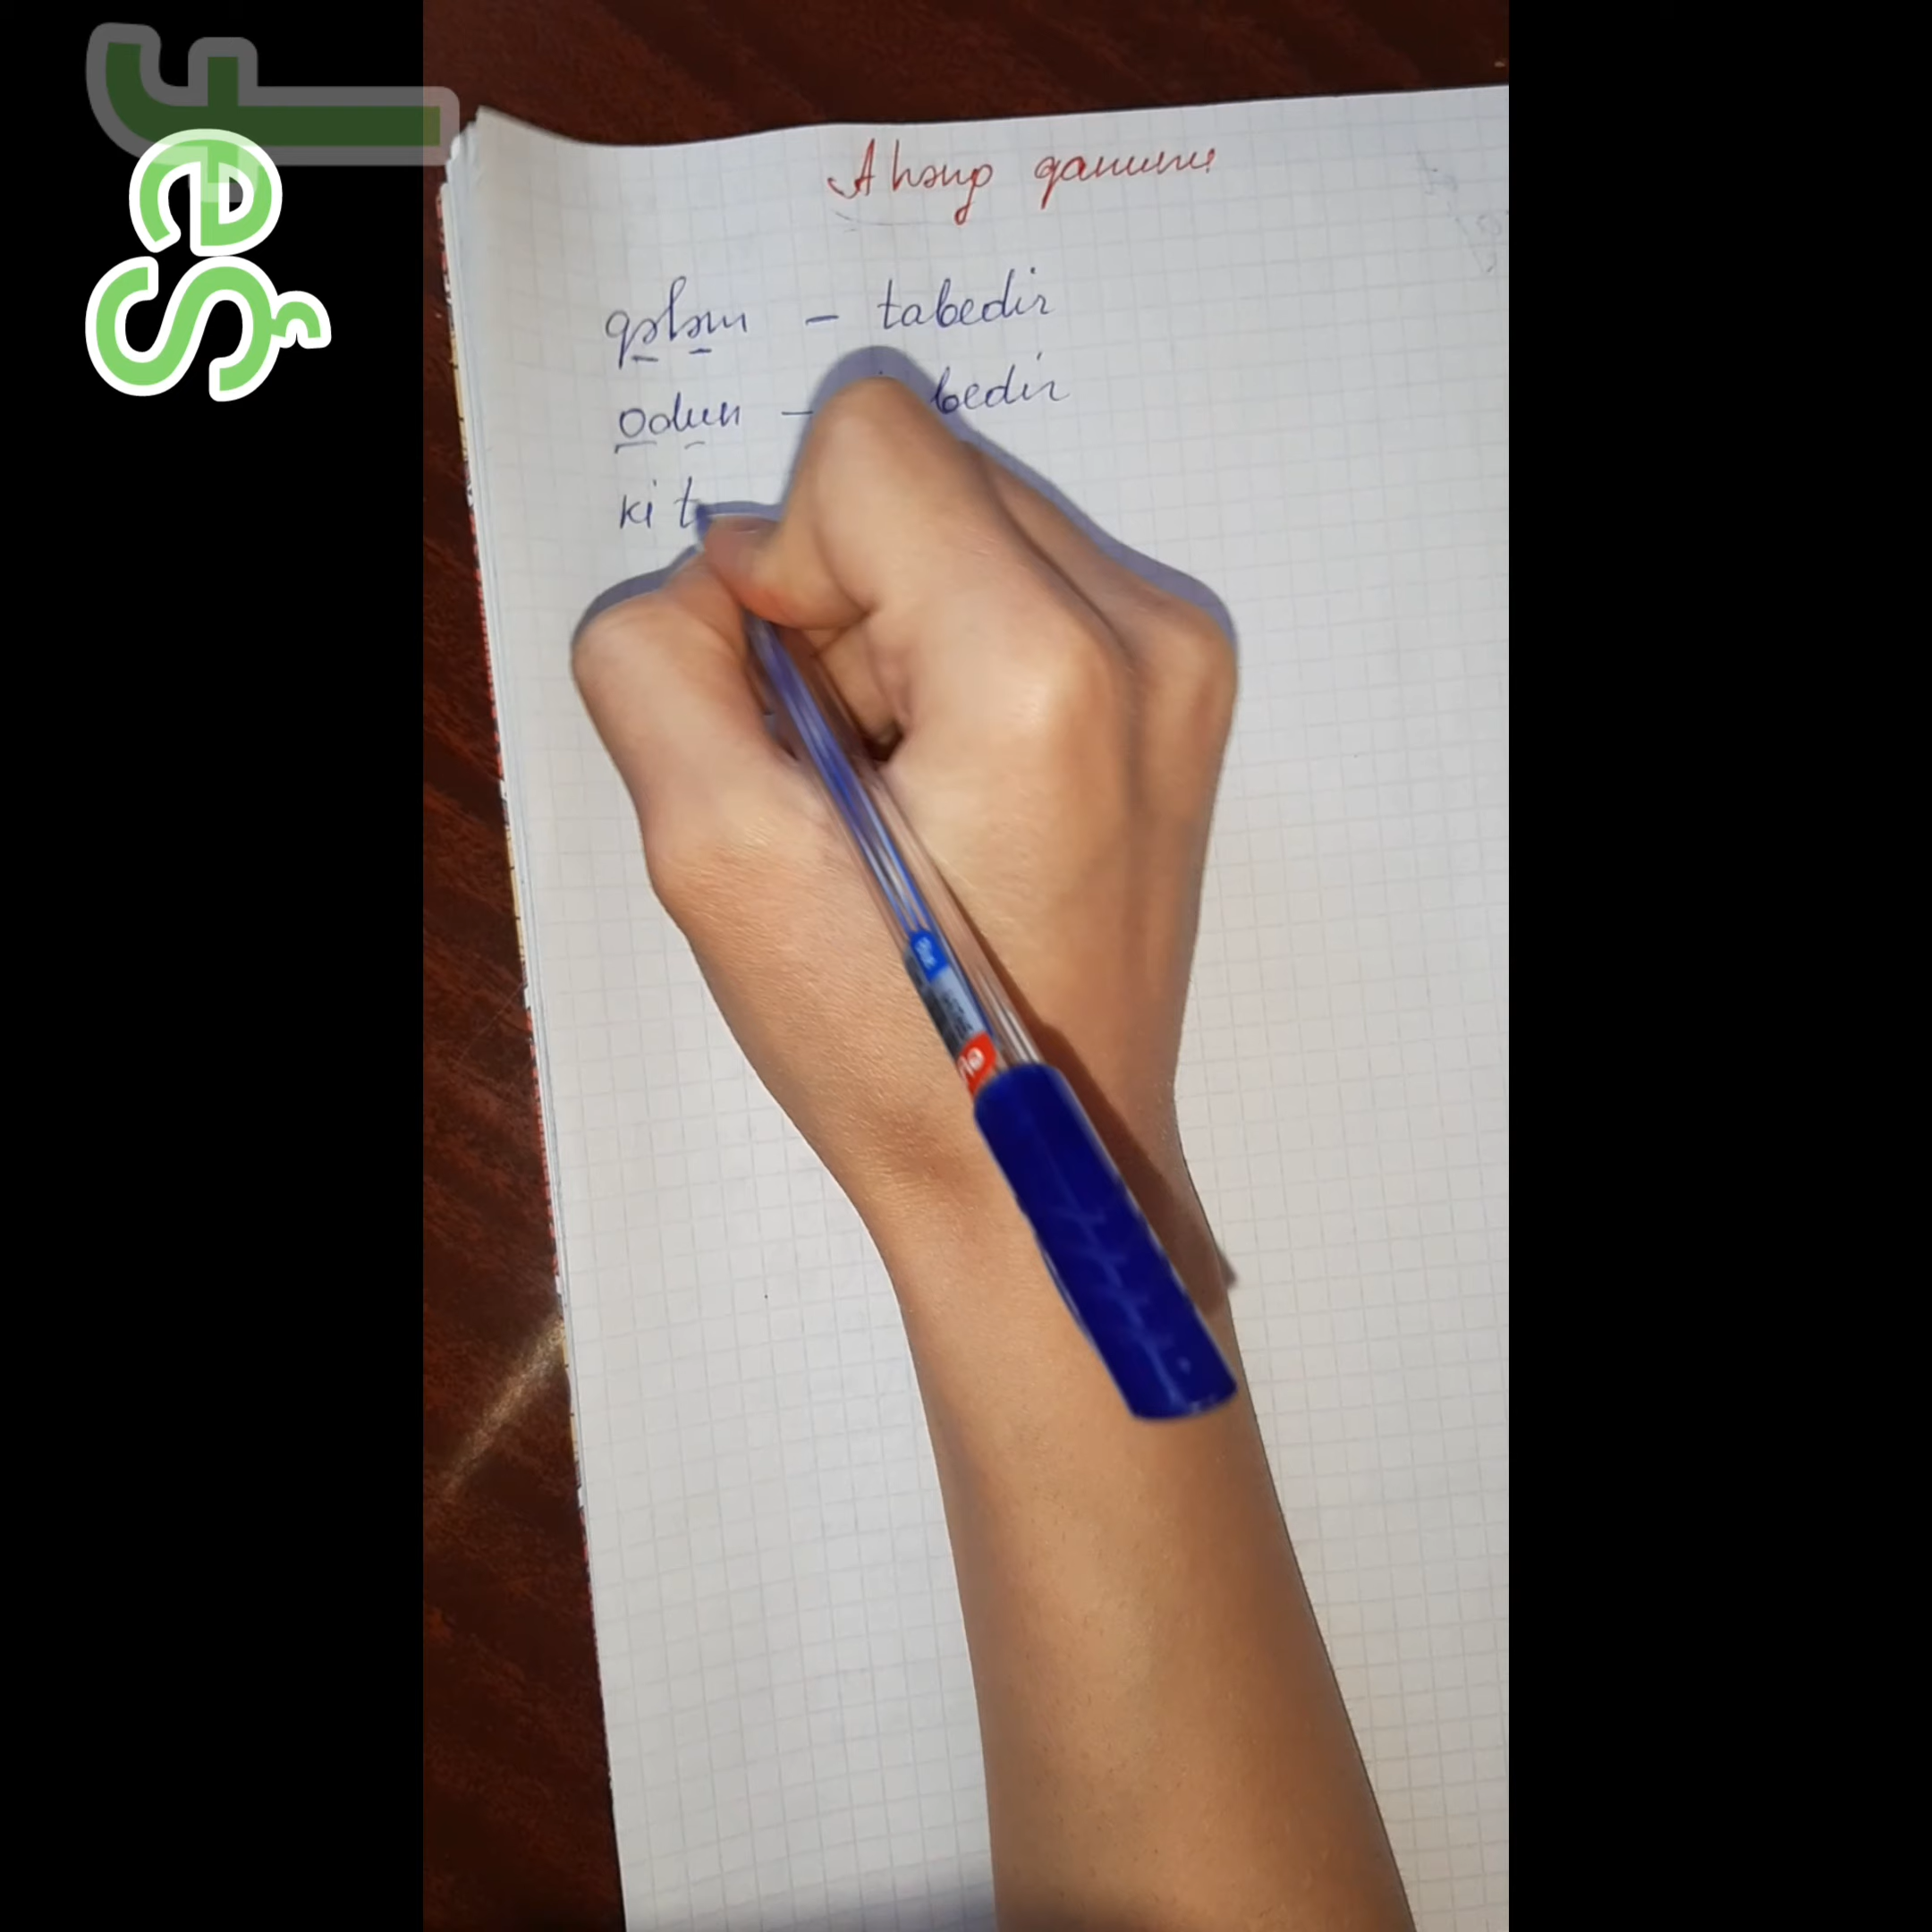 Ahəng qanunu
qələm – tabedir
odun – bedir
ki t